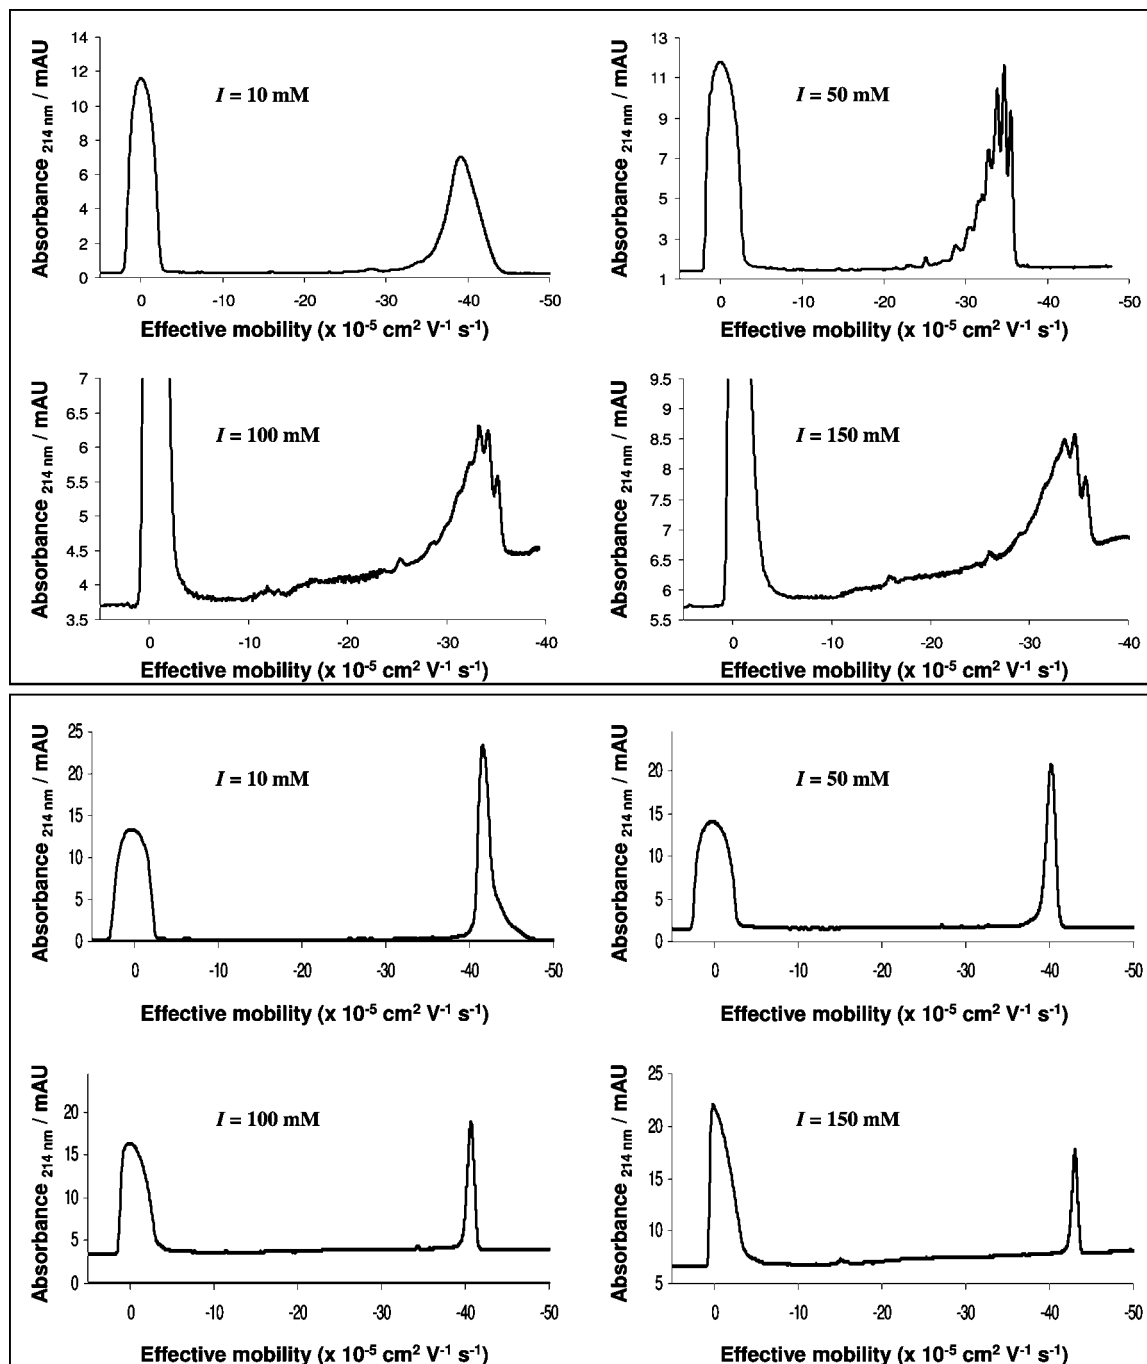 Absorbance 214 nm / mAU
14
12
10
8
6
4
2
0
I = 10 mM
0 -10 -20 -30 -40 -50
Effective mobility (x 10-5 cm2 V-1 s-1)
Absorbance 214 nm / mAU
13
11
9
7
5
3
1
I = 50 mM
0 -10 -20 -30 -40 -50
Effective mobility (x 10-5 cm2 V-1 s-1)
Absorbance 214 nm / mAU
7
6.5
6
5.5
5
4.5
4
3.5
I = 100 mM
0 -10 -20 -30 -40
Effective mobility (x 10-5 cm2 V-1 s-1)
Absorbance 214 nm / mAU
9.5
9
8.5
8
7.5
7
6.5
6
5.5
I = 150 mM
0 -10 -20 -30 -40
Effective mobility (x 10-5 cm2 V-1 s-1)
Absorbance 214 nm / mAU
25
20
15
10
5
0
I = 10 mM
0 -10 -20 -30 -40 -50
Effective mobility (x 10-5 cm2 V-1 s-1)
Absorbance 214 nm / mAU
20
15
10
5
0
I = 50 mM
0 -10 -20 -30 -40 -50
Effective mobility (x 10-5 cm2 V-1 s-1)
Absorbance 214 nm / mAU
20
15
10
5
0
I = 100 mM
0 -10 -20 -30 -40 -50
Effective mobility (x 10-5 cm2 V-1 s-1)
Absorbance 214 nm / mAU
25
20
15
10
5
I = 150 mM
0 -10 -20 -30 -40 -50
Effective mobility (x 10-5 cm2 V-1 s-1)